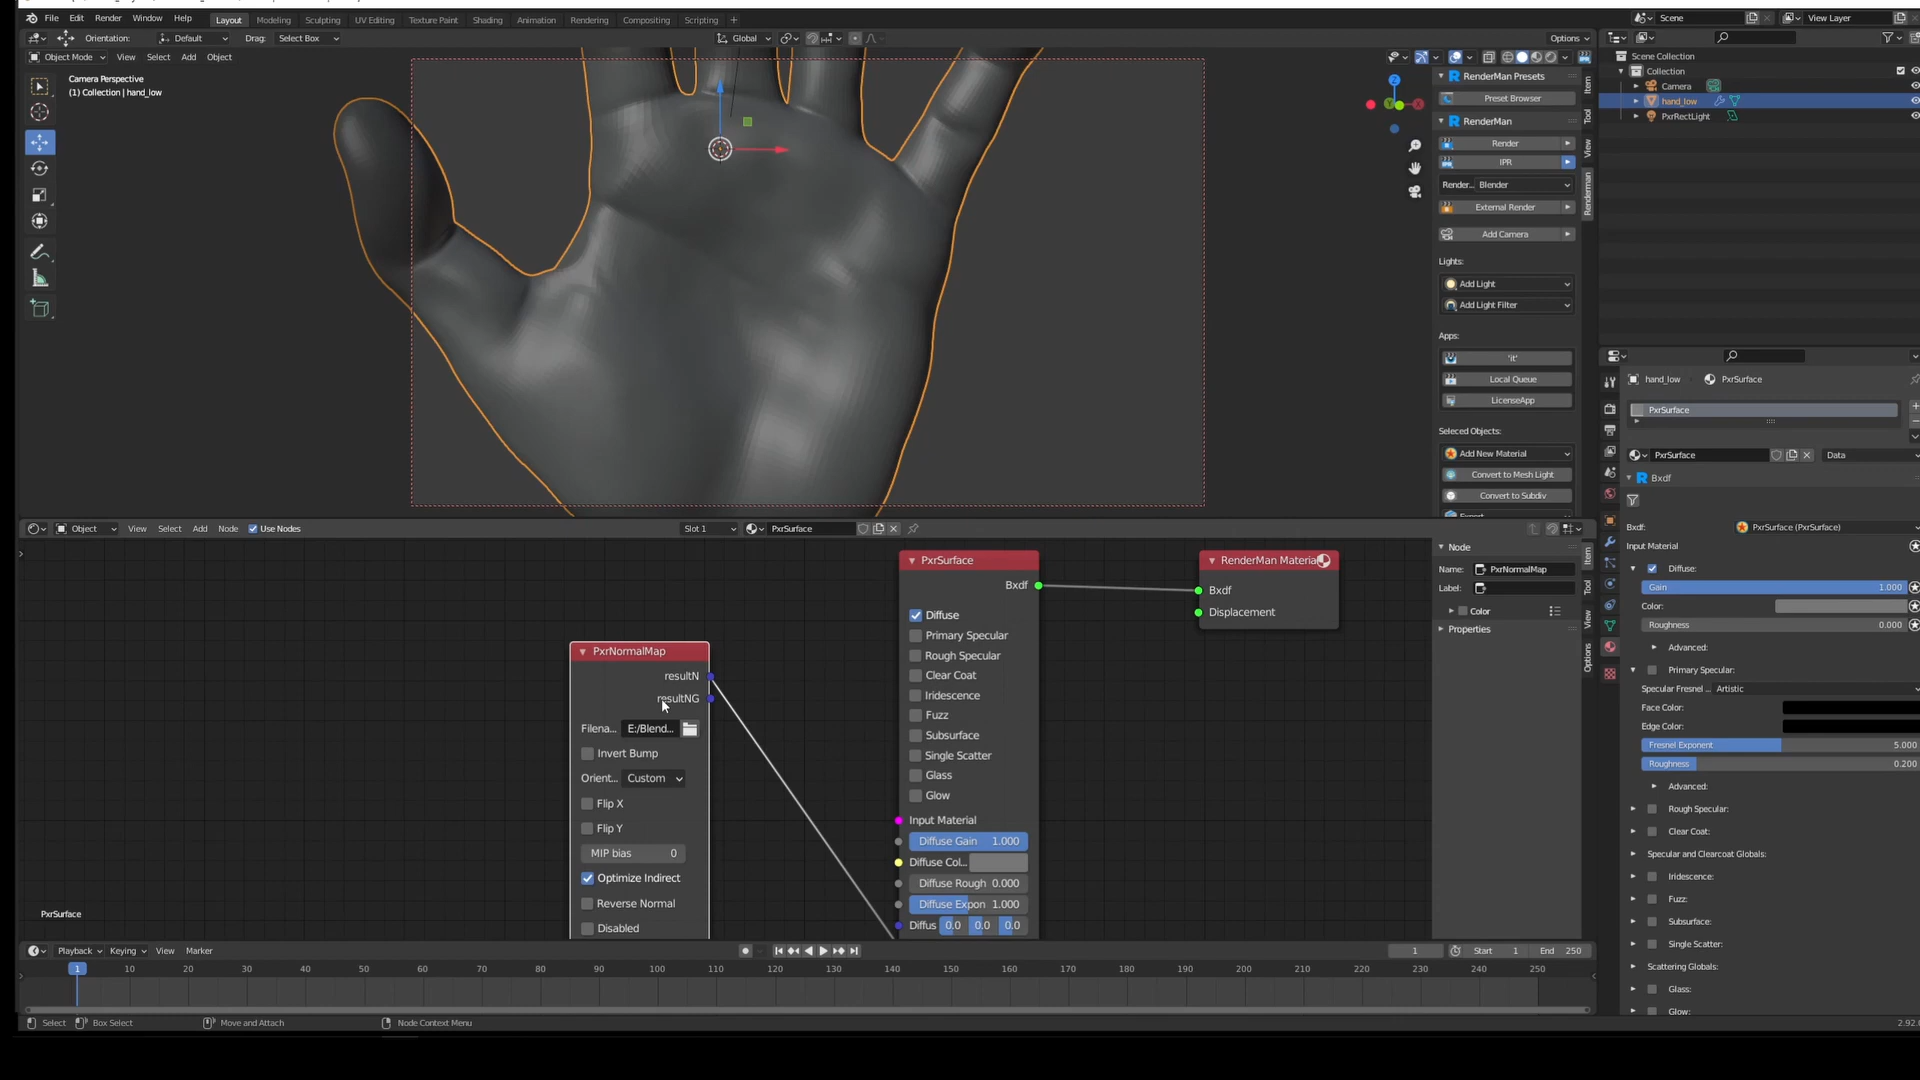 File Edit Render Window Help Layout Modeling Sculpting UV Editing Texture Paint Shading Animation Rendering Compositing Scripting + Scene View Layer
Orientation: Default Drag: Select Box Global Options
Object Mode View Select Add Object
Camera Perspective
(1) Collection | hand_low
RenderMan Presets
Preset Browser
RenderMan
Render
IPR
Render... Blender
External Render
Add Camera
Lights:
Add Light
Add Light Filter
Apps:
'it'
Local Queue
LicenseApp
Selected Objects:
Add New Material
Convert to Mesh Light
Convert to Subdiv
Item
Tool
View
Renderman
Scene Collection
Collection
Camera
hand_low
PxrRectLight
hand_low PxrSurface
PxrSurface
PxrSurface Data
Bxdf
Bxdf: PxrSurface (PxrSurface)
Input Material
Diffuse:
Gain 1.000
Color:
Roughness 0.000
Advanced:
Primary Specular:
Specular Fresnel ... Artistic
Face Color:
Edge Color:
Fresnel Exponent 5.000
Roughness 0.200
Advanced:
Rough Specular:
Clear Coat:
Specular and Clearcoat Globals:
Iridescence:
Fuzz:
Subsurface:
Single Scatter:
Scattering Globals:
Glass:
Glow:
Object View Select Add Node Use Nodes Slot 1 PxrSurface
PxrNormalMap
resultN
resultNG
Filena... E:/Blend...
Invert Bump
Orient... Custom
Flip X
Flip Y
MIP bias 0
Optimize Indirect
Reverse Normal
Disabled
PxrSurface
Bxdf
Diffuse
Primary Specular
Rough Specular
Clear Coat
Iridescence
Fuzz
Subsurface
Single Scatter
Glass
Glow
Input Material
Diffuse Gain 1.000
Diffuse Col...
Diffuse Rough 0.000
Diffuse Expon 1.000
Diffus 0.0 0.0 0.0
RenderMan Materia
Bxdf
Displacement
Node
Name: PxrNormalMap
Label:
Color
Properties
Item
Tool
View
Options
PxrSurface
Playback Keying View Marker 1 Start 1 End 250
1 10 20 30 40 50 60 70 80 90 100 110 120 130 140 150 160 170 180 190 200 210 220 230 240 250
Select Box Select Move and Attach Node Context Menu 2.92.0